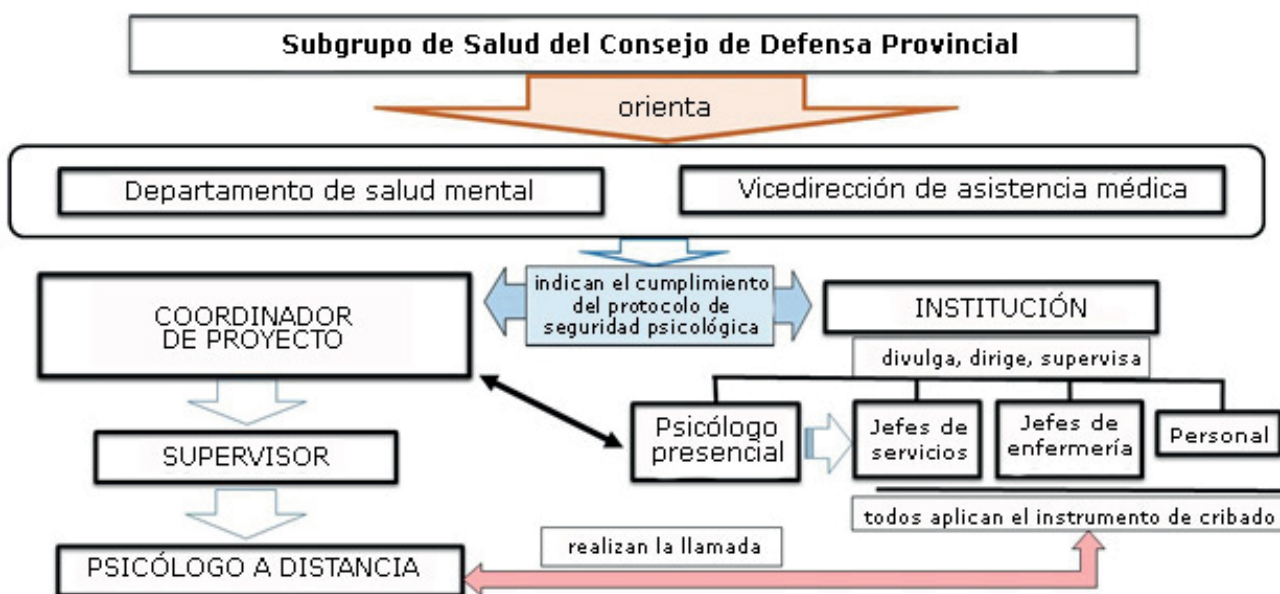 Subgrupo de Salud del Consejo de Defensa Provincial
orienta
Departamento de salud mental
Vicedirección de asistencia médica
COORDINADOR
DE PROYECTO
indican el cumplimiento
del protocolo de
seguridad psicológica
INSTITUCIÓN
divulga, dirige, supervisa
SUPERVISOR
Psicólogo
presencial
Jefes de
servicios
Jefes de
enfermería
Personal
todos aplican el instrumento de cribado
realizan la llamada
PSICÓLOGO A DISTANCIA